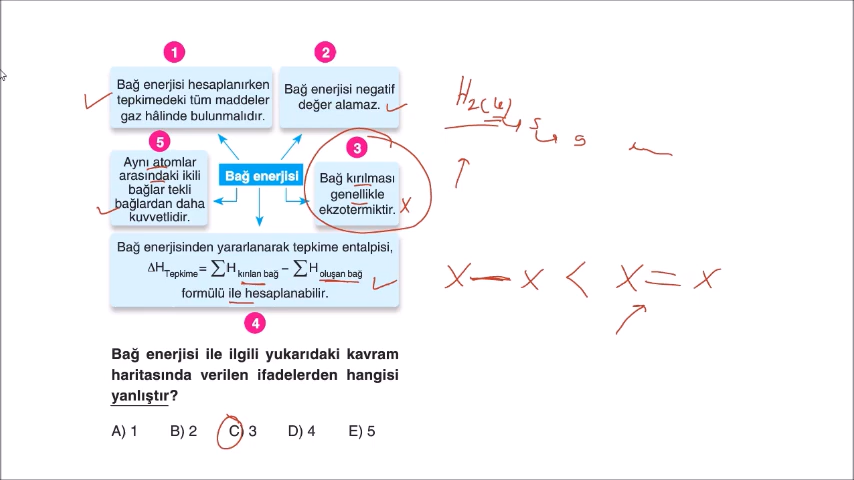 1
Bağ enerjisi hesaplanırken
tepkimedeki tüm maddeler
gaz hâlinde bulunmalıdır.
2
Bağ enerjisi negatif
değer alamaz.
5
Aynı atomlar
arasındaki ikili
bağlar tekli
bağlardan daha
kuvvetlidir.
Bağ enerjisi
3
Bağ kırılması
genellikle
ekzotermiktir.
X
Bağ enerjisinden yararlanarak tepkime entalpisi,
ΔHTepkime = ∑H kırılan bağ – ∑H oluşan bağ
formülü ile hesaplanabilir.
4
Bağ enerjisi ile ilgili yukarıdaki kavram
haritasında verilen ifadelerden hangisi
yanlıştır?
A) 1 B) 2 C) 3 D) 4 E) 5
s
s
X — X < X = X